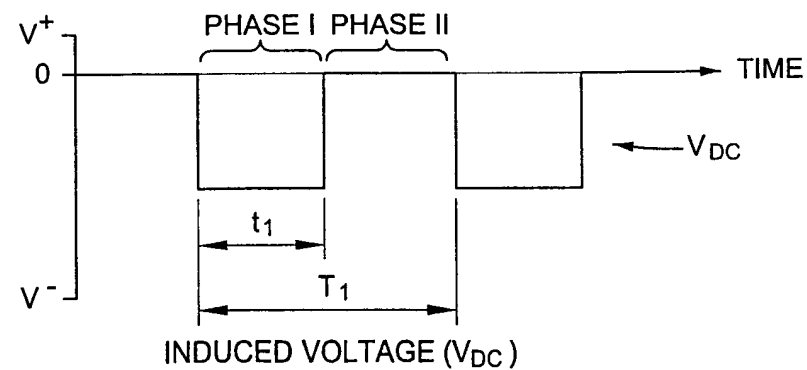 V+
PHASE I PHASE II
0
TIME
VDC
t1
T1
V-
INDUCED VOLTAGE (VDC)